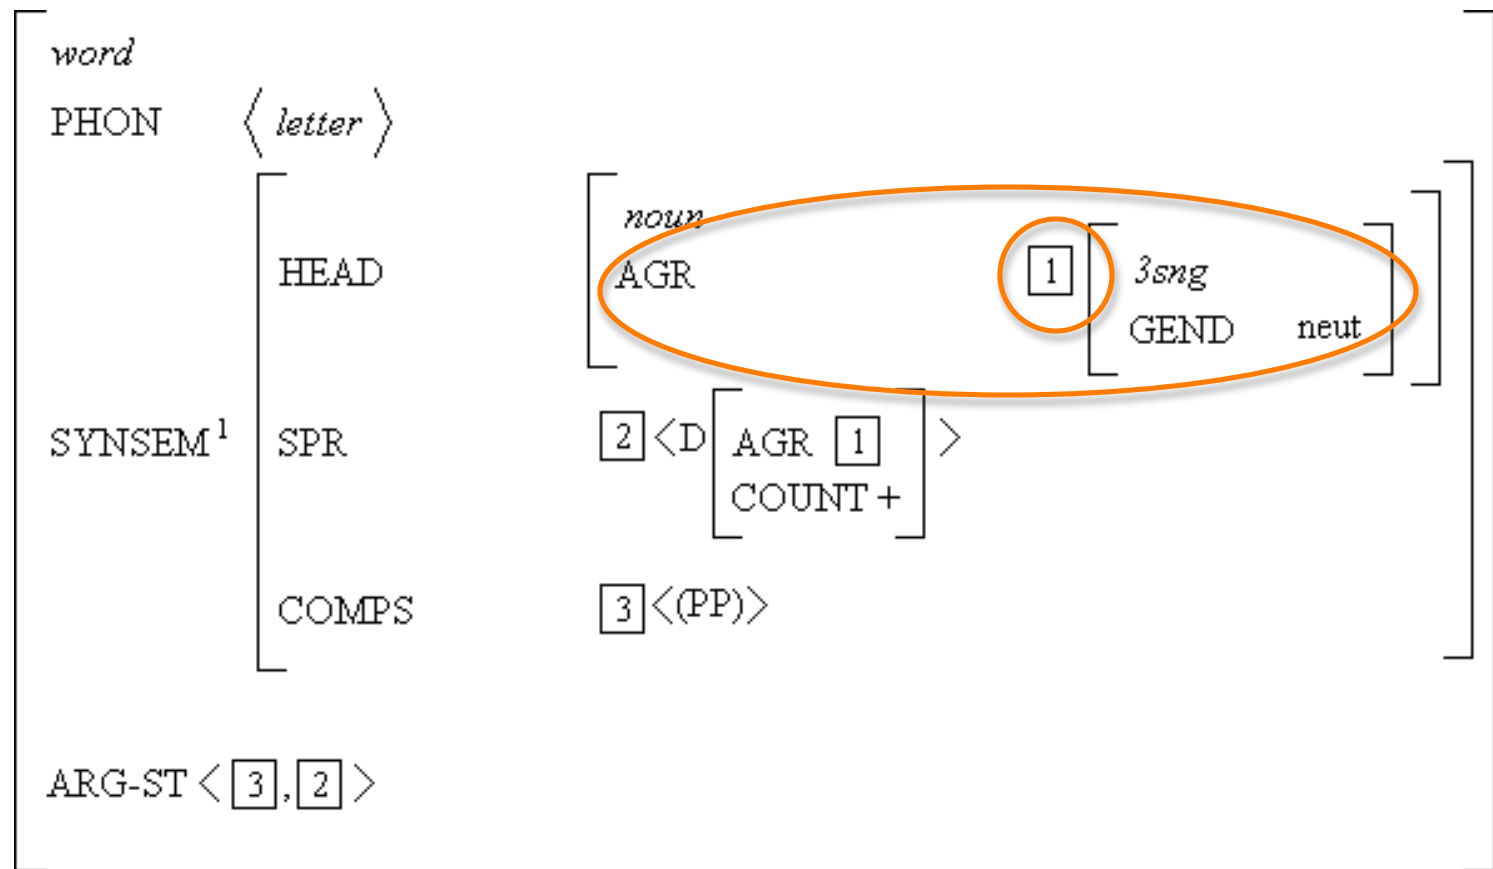 word
PHON ⟨ letter ⟩
noun
HEAD AGR 1 3sng
GEND neut
SYNSEM1 SPR 2 <D AGR 1 >
COUNT +
COMPS 3 <(PP)>
ARG-ST < 3 , 2 >